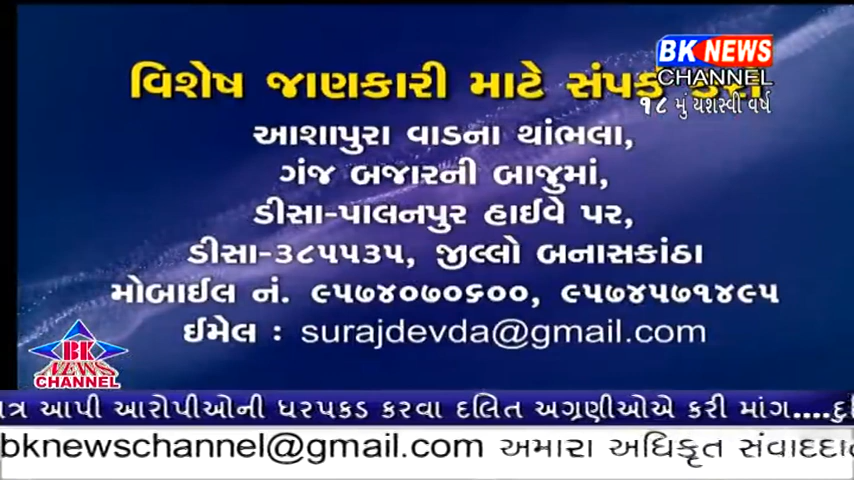 BK NEWS
CHANNEL
૧૮ મું યશસ્વી વર્ષ
વિશેષ જાણકારી માટે
આશાપુરા વાડના થાંભલા,
ગંજ બજારની બાજુમાં,
ડીસા-પાલનપુર હાઈવે પર,
ડીસા-૩૮૫૫૩૫, જીલ્લો બનાસકાંઠા
મોબાઈલ નં. ૯૫૭૪૦૭૦૬૦૦, ૯૫૭૪૫૭૧૪૯૫
ઈમેલ : surajdevda@gmail.com
BK
NEWS
CHANNEL
આપી આરોપીઓની ધરપકડ કરવા દલિત અગ્રણીઓએ કરી માંગ....
bknewschannel@gmail.com અમારા અધિકૃત